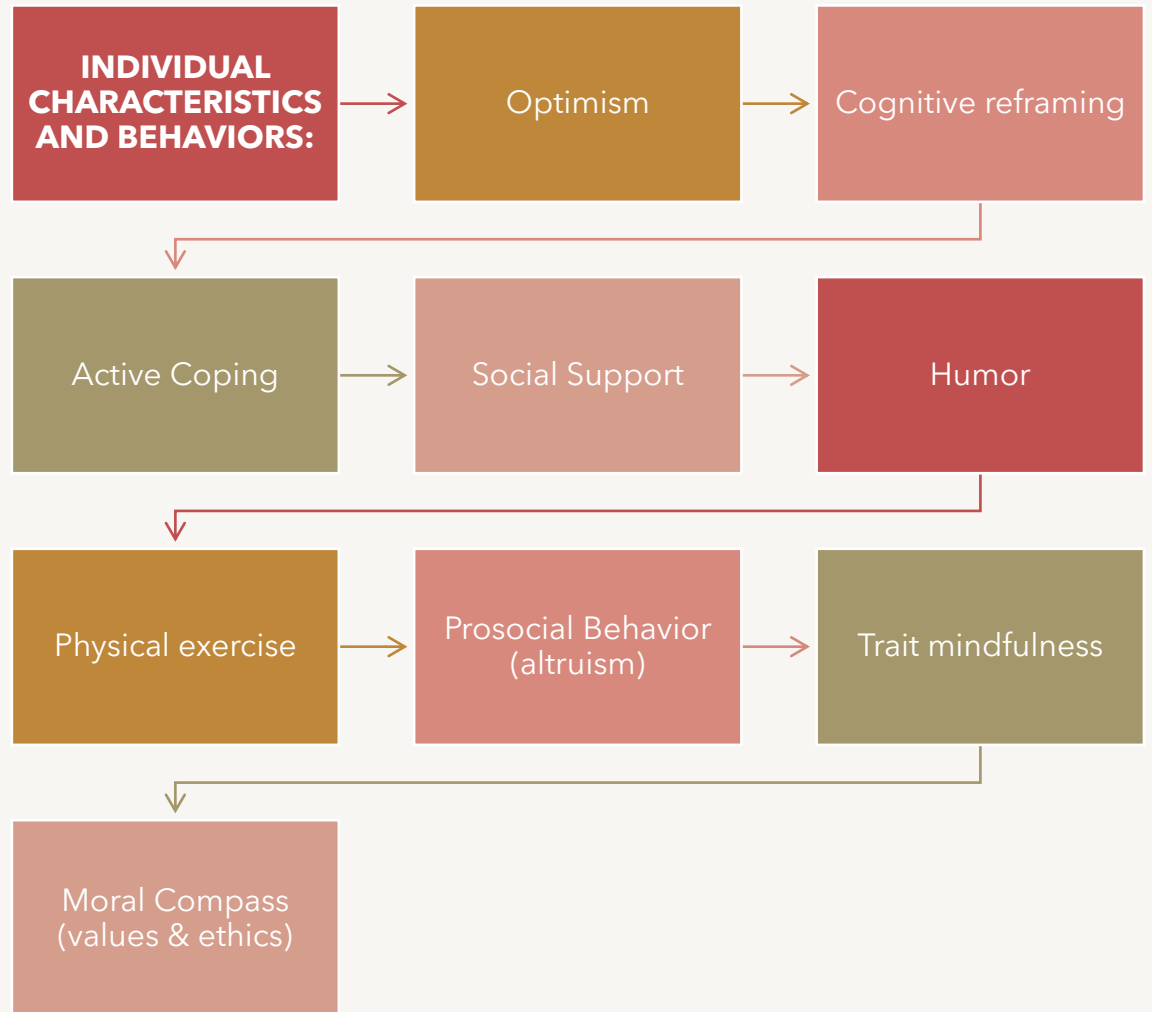 INDIVIDUAL
CHARACTERISTICS
AND BEHAVIORS:
Optimism
Cognitive reframing
Active Coping
Social Support
Humor
Physical exercise
Prosocial Behavior
(altruism)
Trait mindfulness
Moral Compass
(values & ethics)